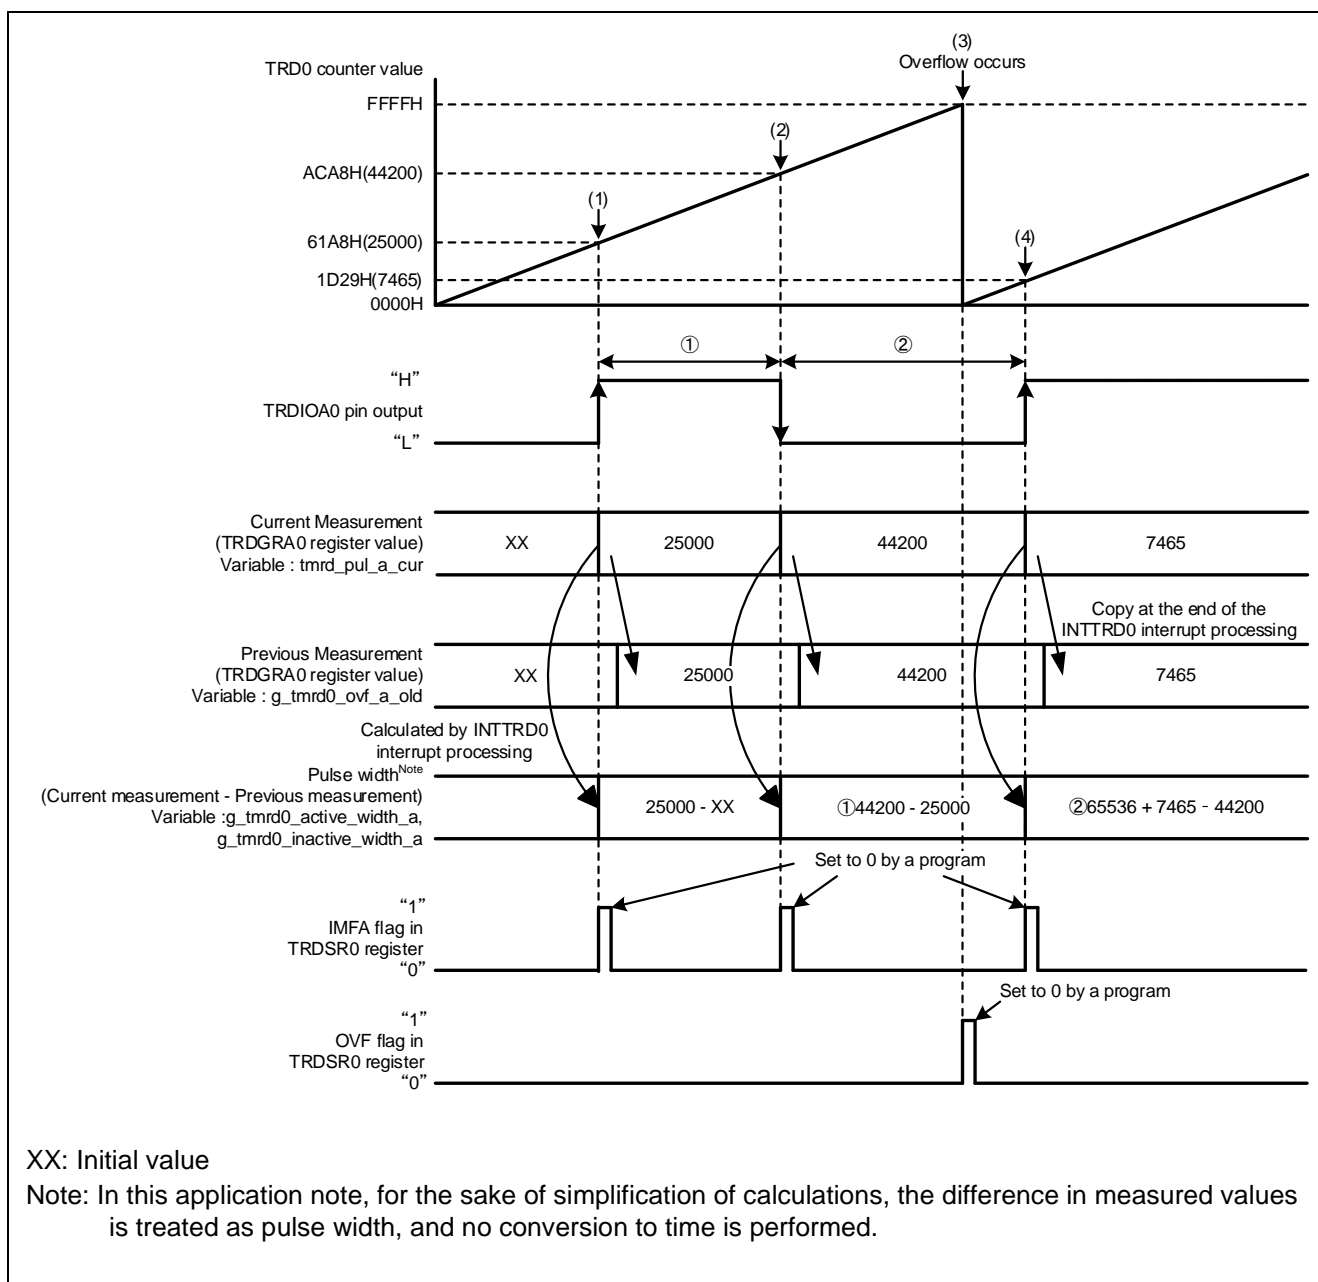 (3)
Overflow occurs
TRD0 counter value
FFFFH
(2)
ACA8H(44200)
(1)
61A8H(25000)
(4)
1D29H(7465)
0000H
① ②
“H”
TRDIOA0 pin output
“L”
Current Measurement
(TRDGRA0 register value)
Variable : tmrd_pul_a_cur
XX 25000 44200 7465
Copy at the end of the
INTTRD0 interrupt processing
Previous Measurement
(TRDGRA0 register value)
Variable : g_tmrd0_ovf_a_old
XX 25000 44200 7465
Calculated by INTTRD0
interrupt processing
Pulse widthNote
(Current measurement - Previous measurement)
Variable :g_tmrd0_active_width_a,
g_tmrd0_inactive_width_a
25000 - XX ①44200 - 25000 ②65536 + 7465 - 44200
Set to 0 by a program
“1”
IMFA flag in
TRDSR0 register
“0”
Set to 0 by a program
“1”
OVF flag in
TRDSR0 register
“0”
XX: Initial value
Note: In this application note, for the sake of simplification of calculations, the difference in measured values
is treated as pulse width, and no conversion to time is performed.